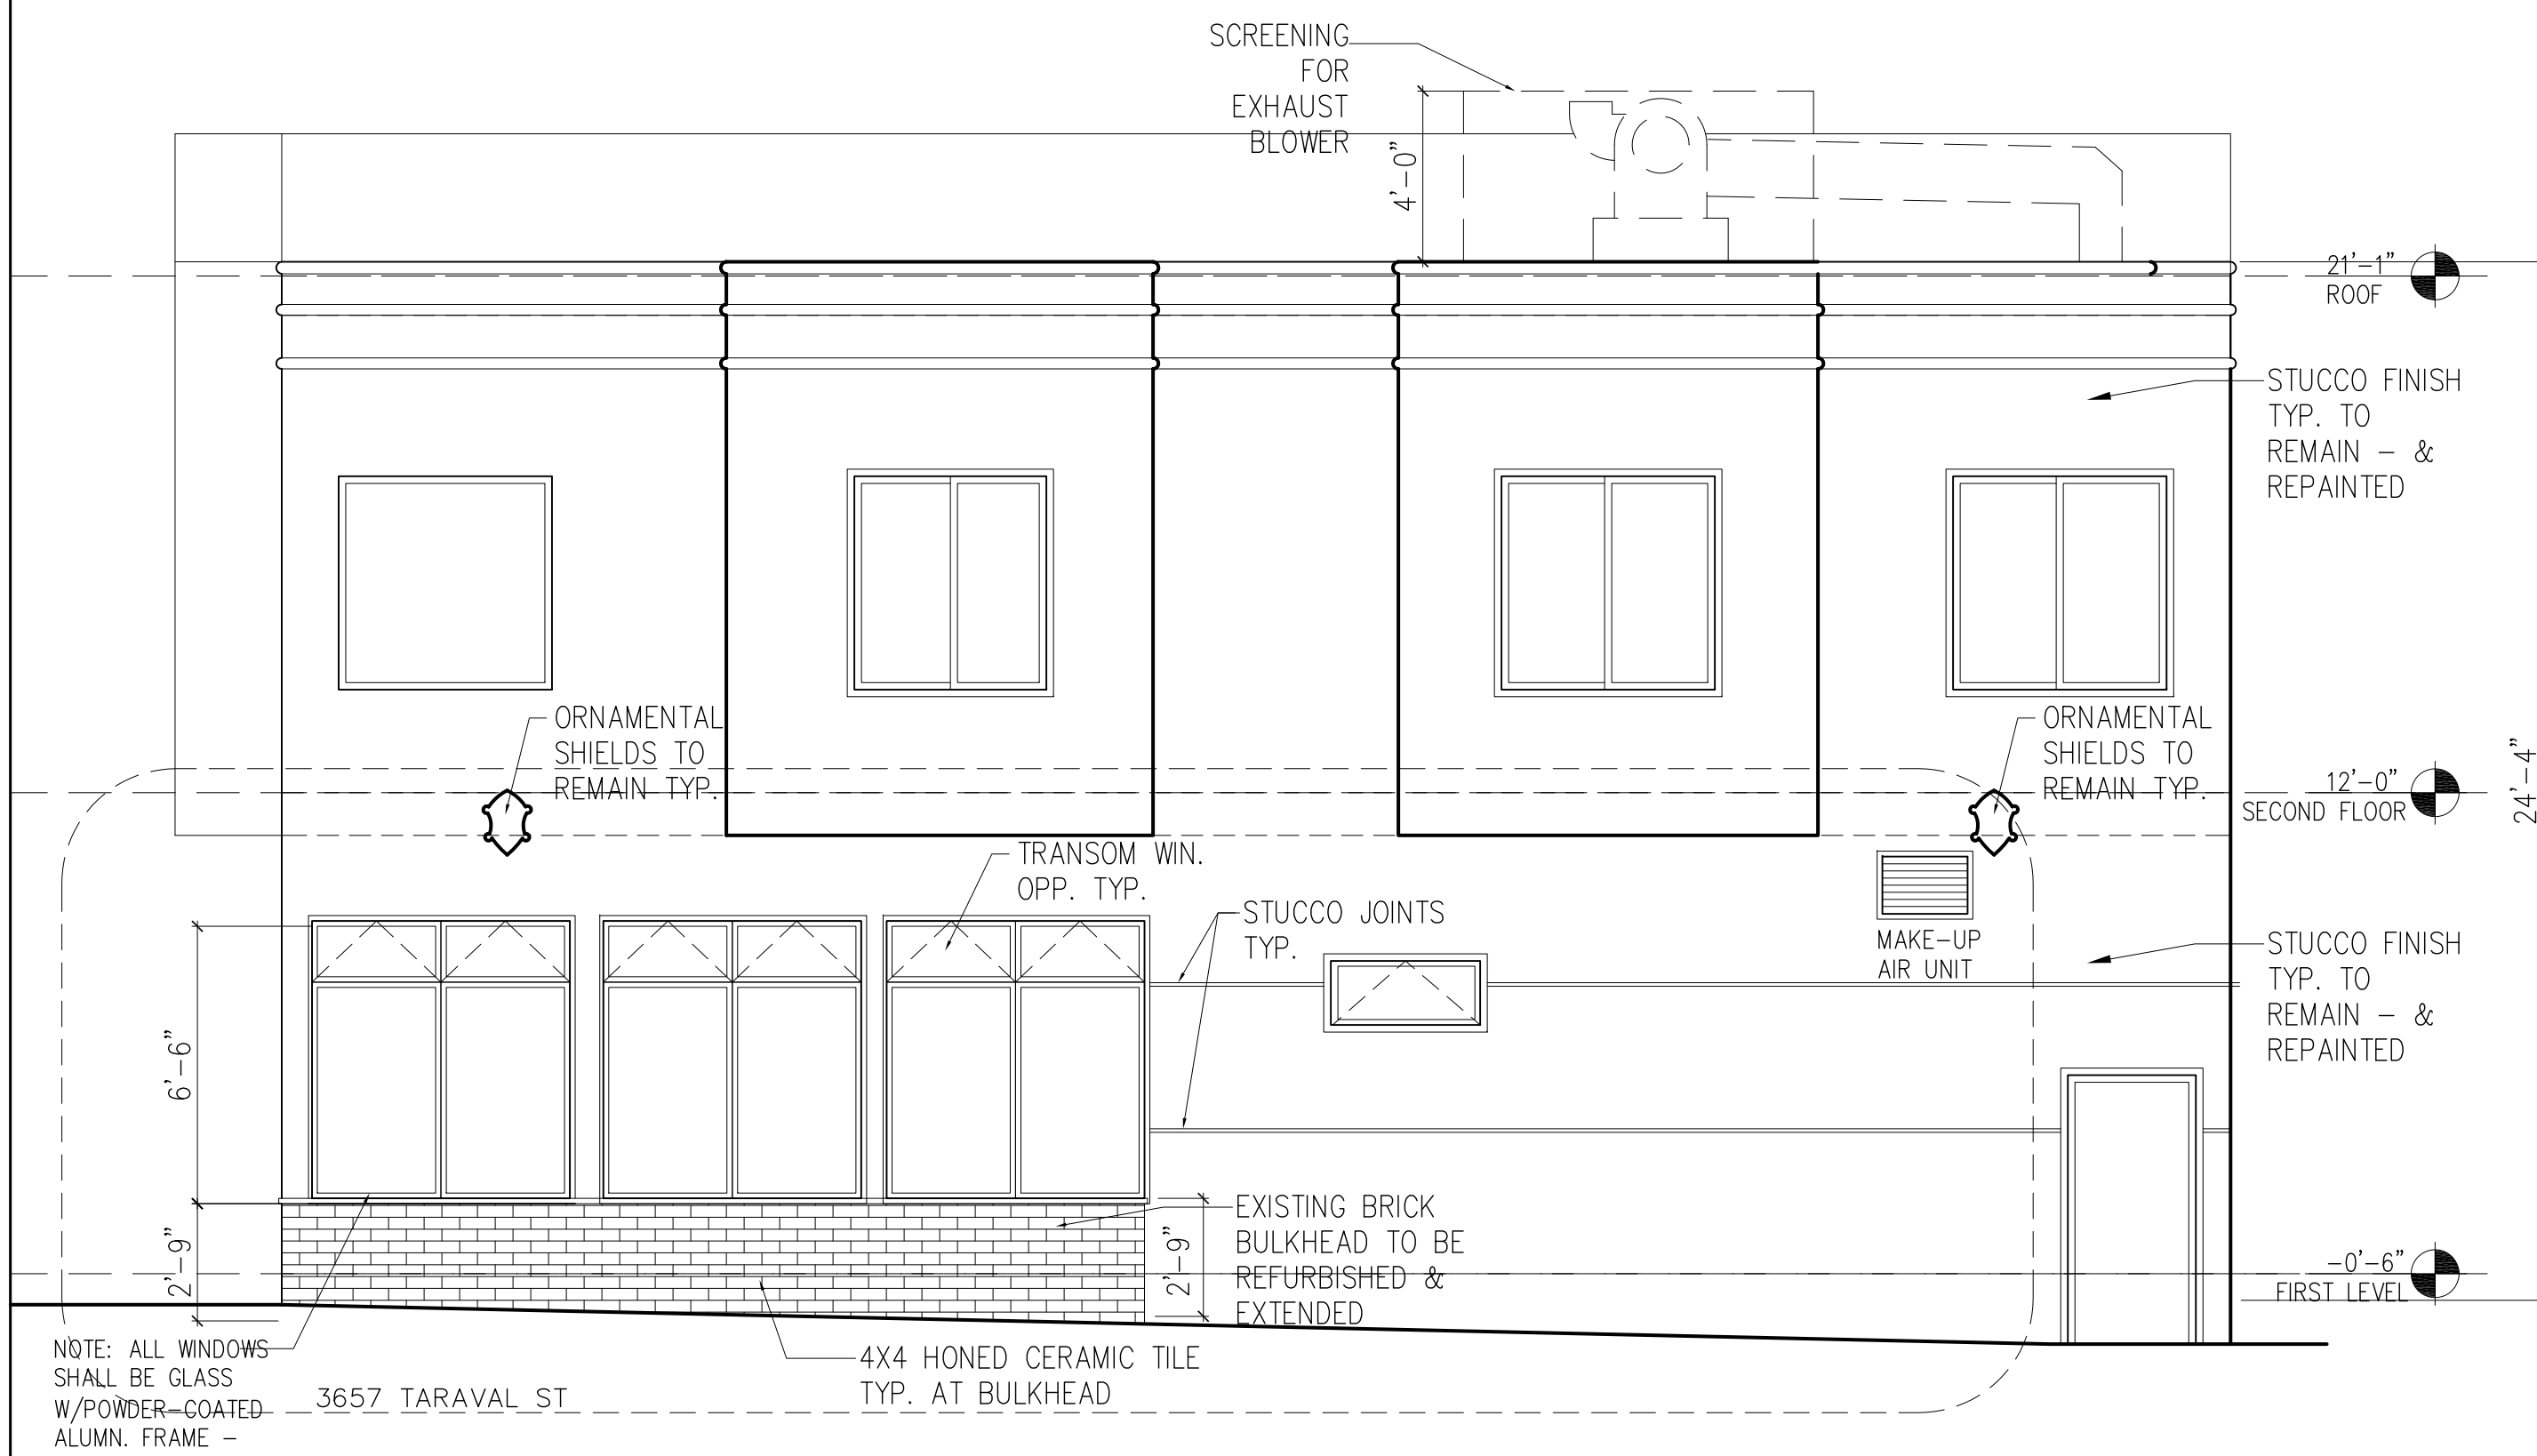 SCREENING
FOR
EXHAUST
BLOWER
4'-0"
21'-1"
ROOF
STUCCO FINISH
TYP. TO
REMAIN - &
REPAINTED
ORNAMENTAL
SHIELDS TO
REMAIN TYP.
ORNAMENTAL
SHIELDS TO
REMAIN TYP.
12'-0"
SECOND FLOOR
24'-4"
TRANSOM WIN.
OPP. TYP.
STUCCO JOINTS
TYP.
MAKE-UP
AIR UNIT
STUCCO FINISH
TYP. TO
REMAIN - &
REPAINTED
6'-6"
2'-9"
2'-9"
EXISTING BRICK
BULKHEAD TO BE
REFURBISHED &
EXTENDED
-0'-6"
FIRST LEVEL
NOTE: ALL WINDOWS
SHALL BE GLASS
W/POWDER-COATED
ALUMN. FRAME -
3657 TARAVAL ST
4X4 HONED CERAMIC TILE
TYP. AT BULKHEAD